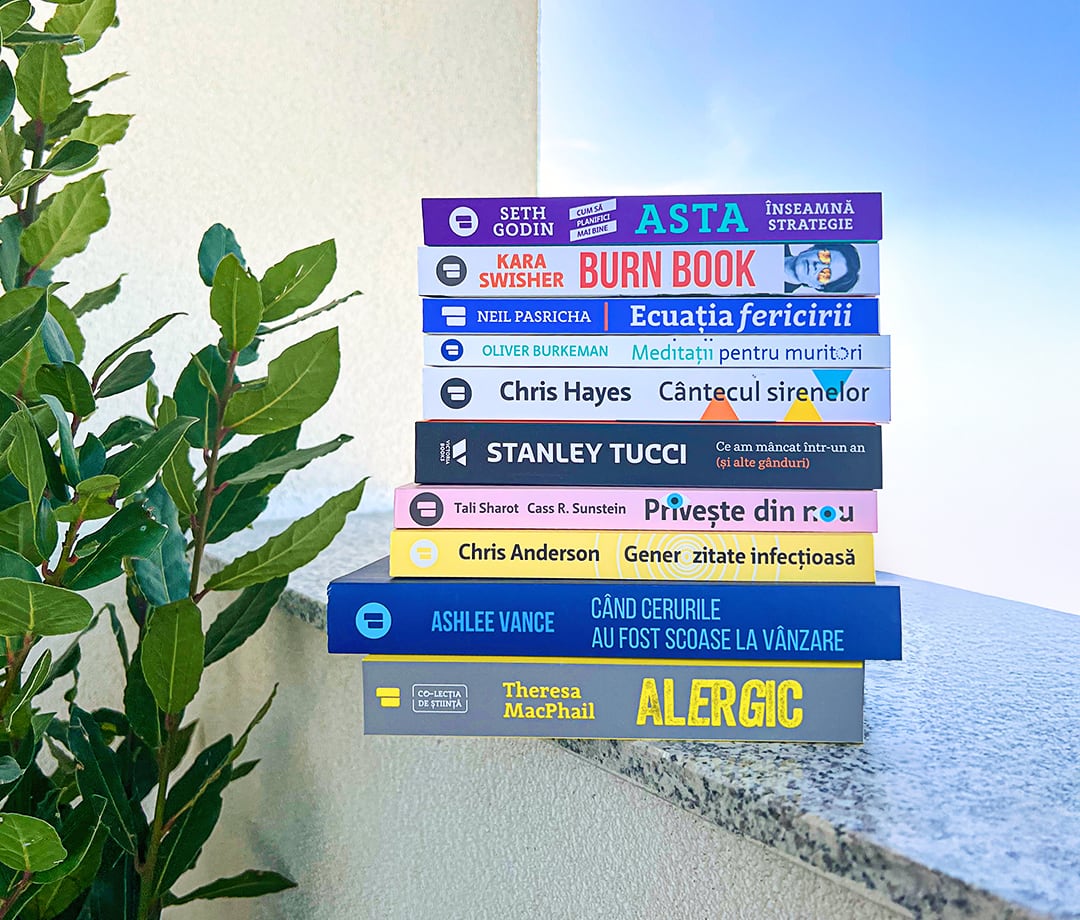 SETH GODIN
CUM SĂ PLANIFICI MAI BINE
ASTA
ÎNSEAMNĂ STRATEGIE
KARA SWISHER
BURN BOOK
NEIL PASRICHA
Ecuația fericirii
OLIVER BURKEMAN
Meditații pentru muritori
Chris Hayes
Cântecul sirenelor
VICTORIA BOOKS
STANLEY TUCCI
Ce am mâncat într-un an
(și alte gânduri)
Tali Sharot Cass R. Sunstein
Privește din nou
Chris Anderson
Generozitate infecțioasă
ASHLEE VANCE
CÂND CERURILE
AU FOST SCOASE LA VÂNZARE
CO-LECȚIA
DE ȘTIINȚĂ
Theresa
MacPhail
ALERGIC